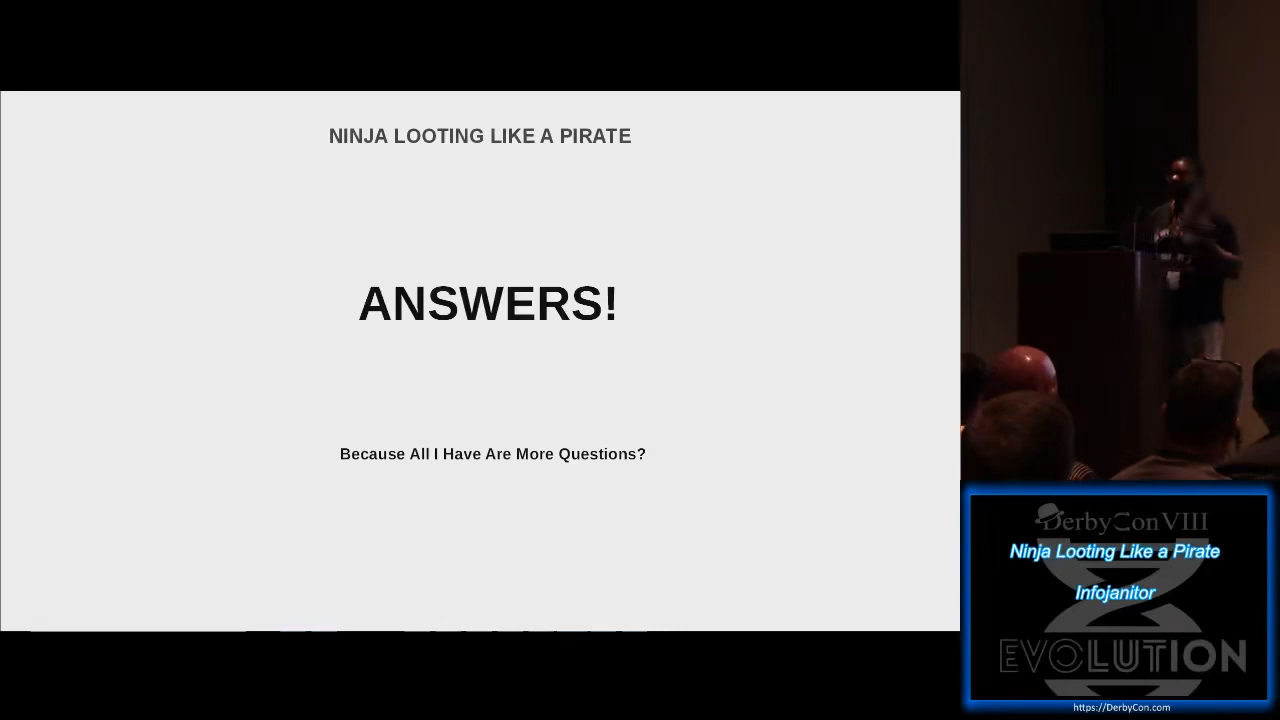 NINJA LOOTING LIKE A PIRATE
ANSWERS!
Because All I Have Are More Questions?
DerbyCon VIII
Ninja Looting Like a Pirate
Infojanitor
EVOLUTION
https://DerbyCon.com